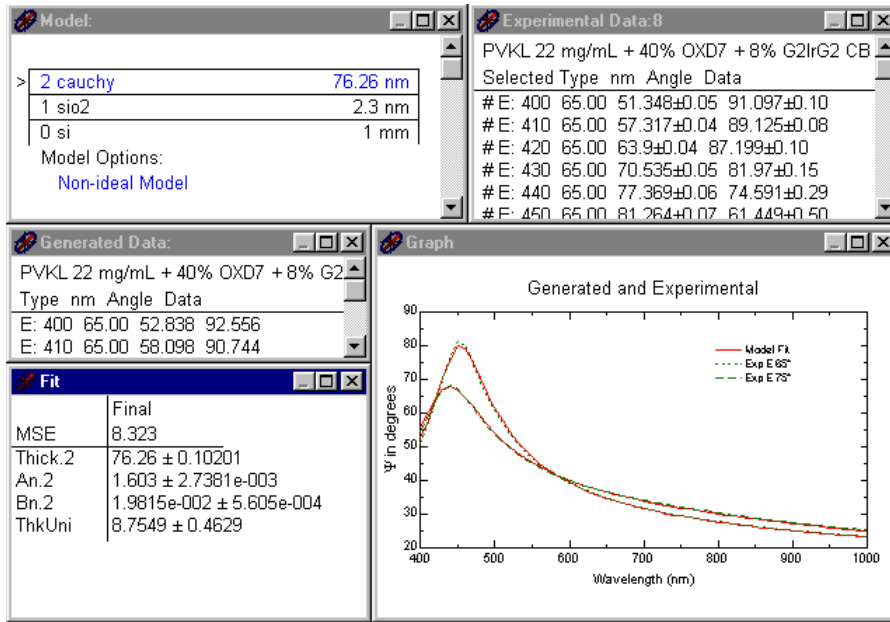 Model:
> 2 cauchy 76.26 nm
1 sio2 2.3 nm
0 si 1 mm
Model Options:
Non-ideal Model
Experimental Data:8
PVKL 22 mg/mL + 40% OXD7 + 8% G2IrG2 CB
Selected Type nm Angle Data
# E: 400 65.00 51.348±0.05 91.097±0.10
# E: 410 65.00 57.317±0.04 89.125±0.08
# E: 420 65.00 63.9±0.04 87.199±0.10
# E: 430 65.00 70.535±0.05 81.97±0.15
# E: 440 65.00 77.369±0.06 74.591±0.29
# E: 450 65.00 81.264±0.07 61.449±0.50
Generated Data:
PVKL 22 mg/mL + 40% OXD7 + 8% G2
Type nm Angle Data
E: 400 65.00 52.838 92.556
E: 410 65.00 58.098 90.744
Fit
Final
MSE 8.323
Thick.2 76.26 ± 0.10201
An.2 1.603 ± 2.7381e-003
Bn.2 1.9815e-002 ± 5.605e-004
ThkUni 8.7549 ± 0.4629
Graph
Generated and Experimental
Ψ in degrees
90
80
70
60
50
40
30
20
Model Fit
Exp E 65°
Exp E 75°
400 500 600 700 800 900 1000
Wavelength (nm)